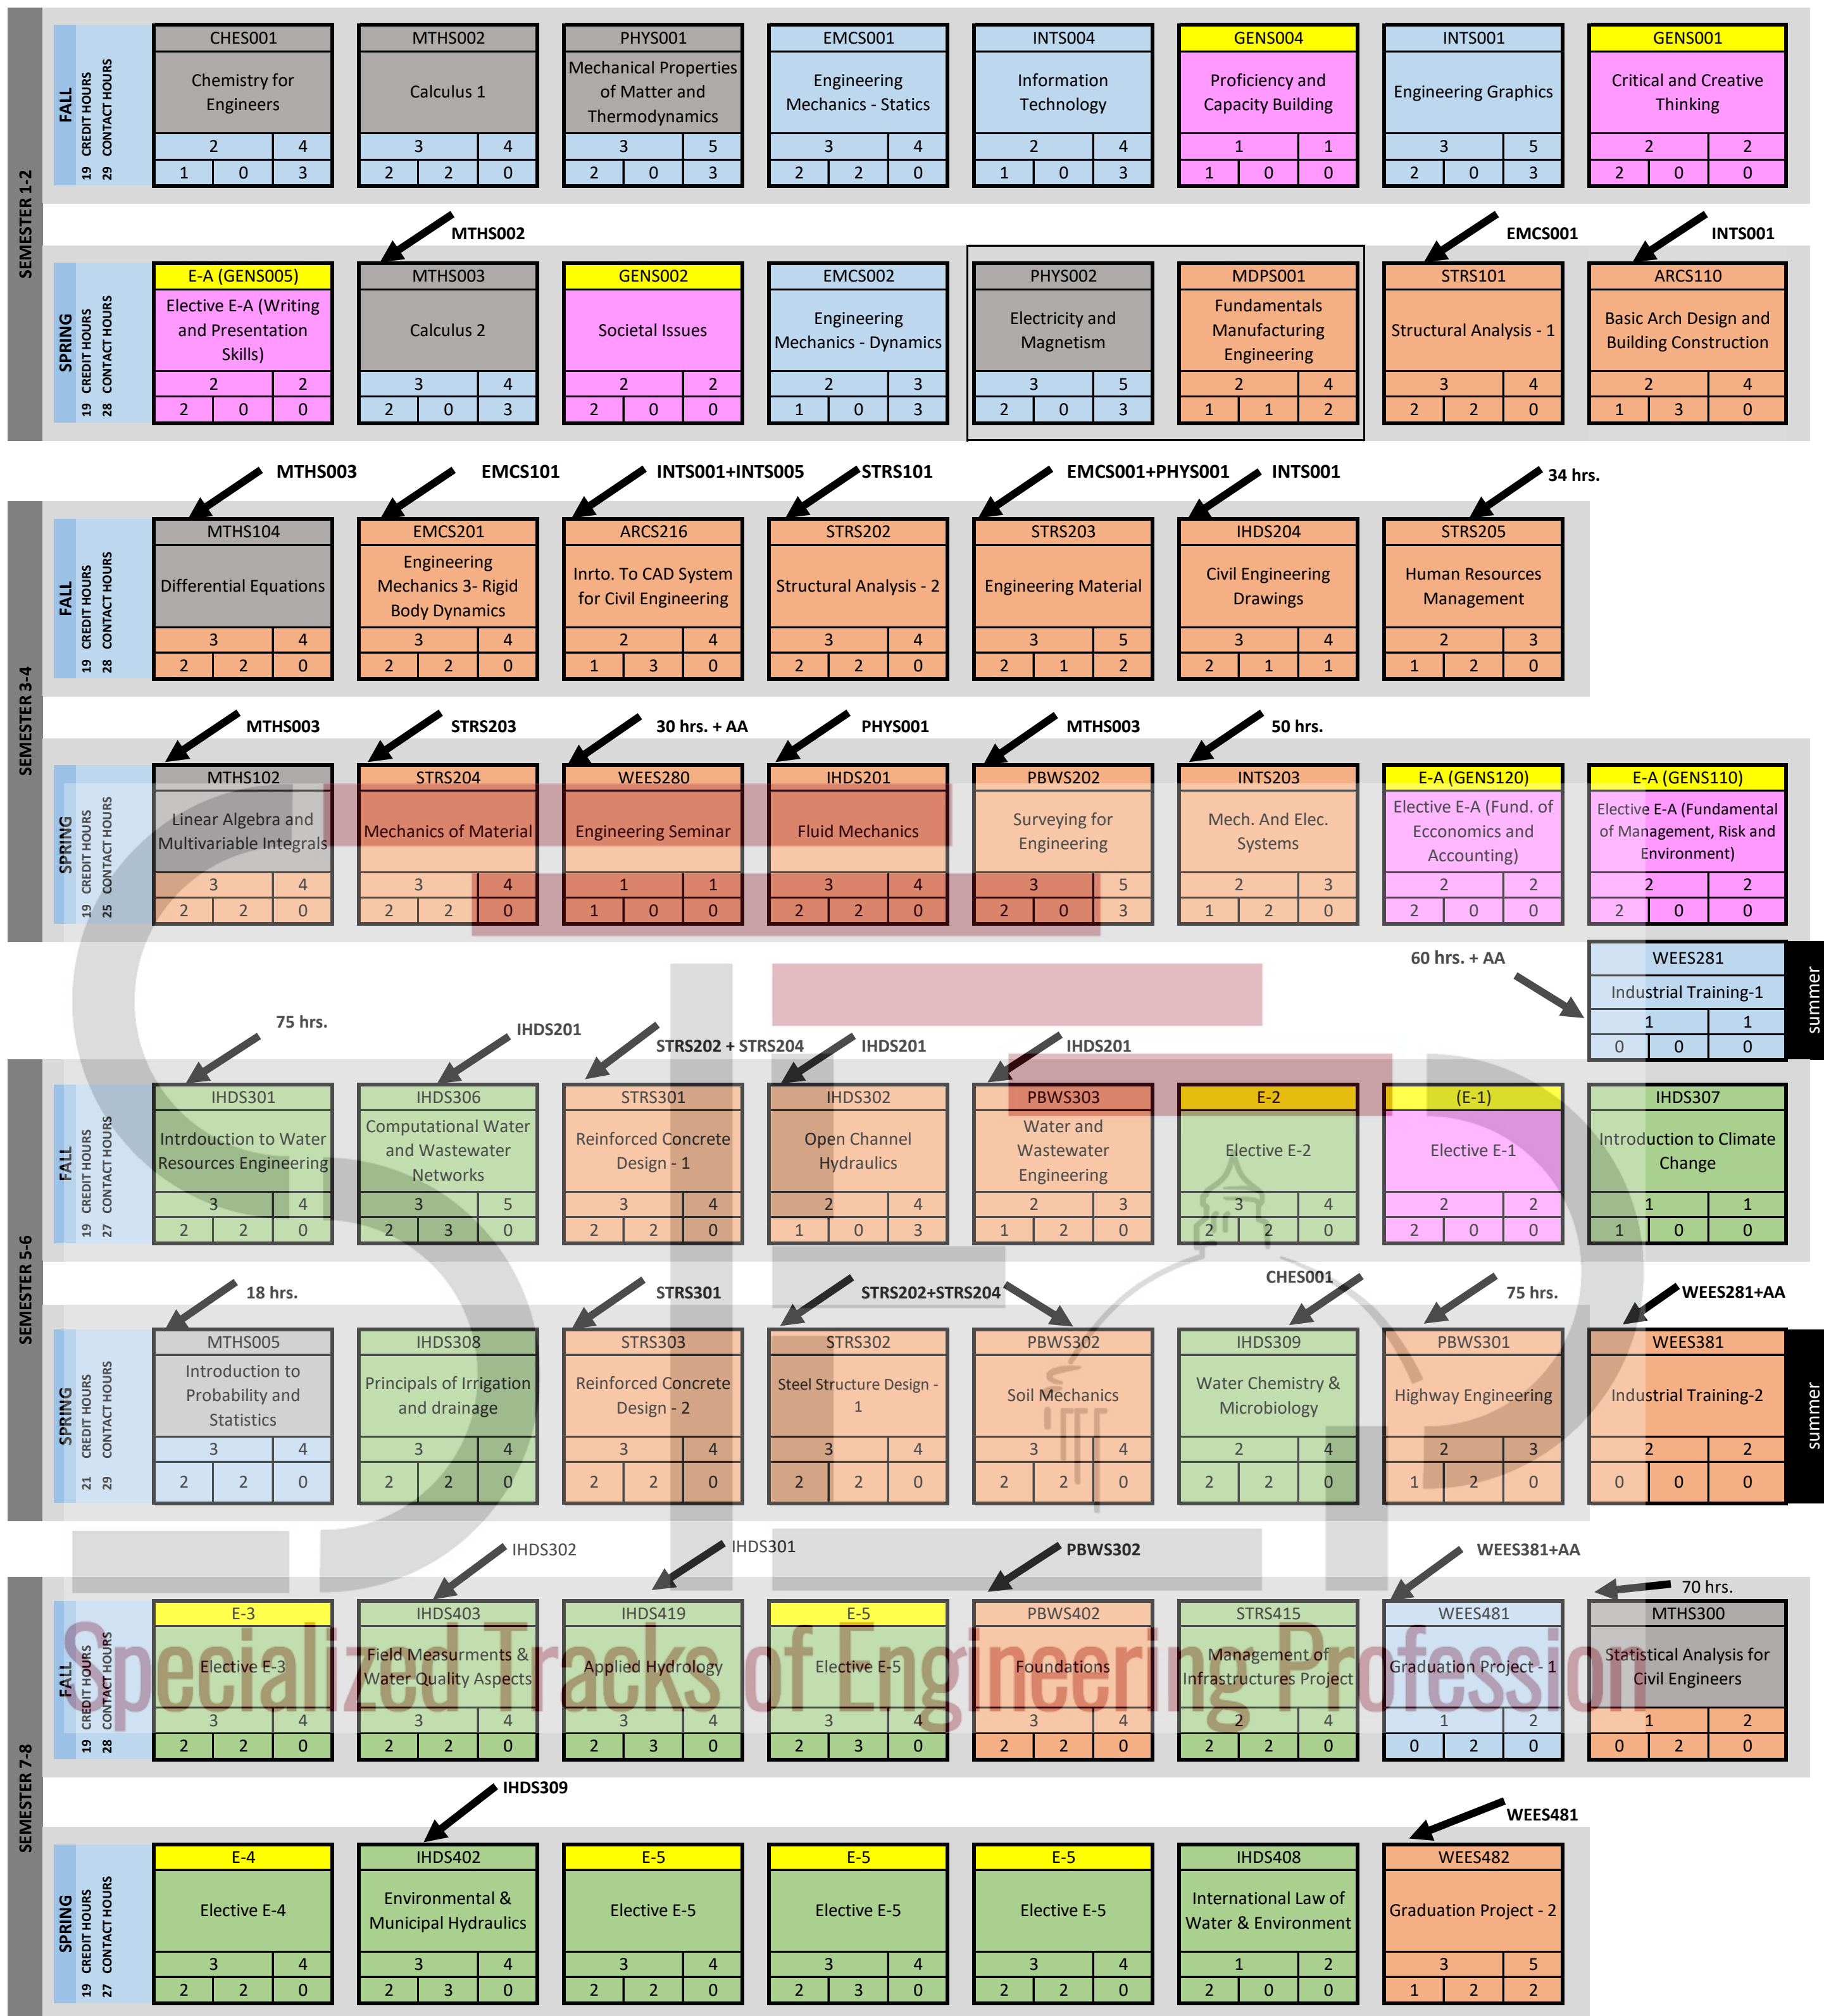 SEMESTER 1-2
FALL
19 CREDIT HOURS
29 CONTACT HOURS
CHES001
Chemistry for
Engineers
2 4
1 0 3
MTHS002
Calculus 1
3 4
2 2 0
PHYS001
Mechanical Properties
of Matter and
Thermodynamics
3 5
2 0 3
EMCS001
Engineering
Mechanics - Statics
3 4
2 2 0
INTS004
Information
Technology
2 4
1 0 3
GENS004
Proficiency and
Capacity Building
1 1
1 0 0
INTS001
Engineering Graphics
3 5
2 0 3
GENS001
Critical and Creative
Thinking
2 2
2 0 0
MTHS002
EMCS001
INTS001
SPRING
19 CREDIT HOURS
28 CONTACT HOURS
E-A (GENS005)
Elective E-A (Writing
and Presentation
Skills)
2 2
2 0 0
MTHS003
Calculus 2
3 4
2 0 3
GENS002
Societal Issues
2 2
2 0 0
EMCS002
Engineering
Mechanics - Dynamics
2 3
1 0 3
PHYS002
Electricity and
Magnetism
3 5
2 0 3
MDPS001
Fundamentals
Manufacturing
Engineering
2 4
1 1 2
STRS101
Structural Analysis - 1
3 4
2 2 0
ARCS110
Basic Arch Design and
Building Construction
2 4
1 3 0
SEMESTER 3-4
MTHS003
EMCS101
INTS001+INTS005
STRS101
EMCS001+PHYS001
INTS001
34 hrs.
FALL
19 CREDIT HOURS
28 CONTACT HOURS
MTHS104
Differential Equations
3 4
2 2 0
EMCS201
Engineering
Mechanics 3- Rigid
Body Dynamics
3 4
2 2 0
ARCS216
Inrto. To CAD System
for Civil Engineering
2 4
1 3 0
STRS202
Structural Analysis - 2
3 4
2 2 0
STRS203
Engineering Material
3 5
2 1 2
IHDS204
Civil Engineering
Drawings
3 4
2 1 1
STRS205
Human Resources
Management
2 3
1 2 0
MTHS003
STRS203
30 hrs. + AA
PHYS001
MTHS003
50 hrs.
SPRING
19 CREDIT HOURS
25 CONTACT HOURS
MTHS102
Linear Algebra and
Multivariable Integrals
3 4
2 2 0
STRS204
Mechanics of Material
3 4
2 2 0
WEES280
Engineering Seminar
1 1
1 0 0
IHDS201
Fluid Mechanics
3 4
2 2 0
PBWS202
Surveying for
Engineering
3 5
2 0 3
INTS203
Mech. And Elec.
Systems
2 3
1 2 0
E-A (GENS120)
Elective E-A (Fund. of
Ecconomics and
Accounting)
2 2
2 0 0
E-A (GENS110)
Elective E-A (Fundamental
of Management, Risk and
Environment)
2 2
2 0 0
60 hrs. + AA
WEES281
Industrial Training-1
1 1
0 0 0
summer
SEMESTER 5-6
75 hrs.
IHDS201
STRS202 + STRS204
IHDS201
IHDS201
FALL
19 CREDIT HOURS
27 CONTACT HOURS
IHDS301
Intrdouction to Water
Resources Engineering
3 4
2 2 0
IHDS306
Computational Water
and Wastewater
Networks
3 5
2 3 0
STRS301
Reinforced Concrete
Design - 1
3 4
2 2 0
IHDS302
Open Channel
Hydraulics
2 4
1 0 3
PBWS303
Water and
Wastewater
Engineering
2 3
1 2 0
E-2
Elective E-2
3 4
2 2 0
(E-1)
Elective E-1
2 2
2 0 0
IHDS307
Introduction to Climate
Change
1 1
1 0 0
18 hrs.
STRS301
STRS202+STRS204
CHES001
75 hrs.
WEES281+AA
SPRING
21 CREDIT HOURS
29 CONTACT HOURS
MTHS005
Introduction to
Probability and
Statistics
3 4
2 2 0
IHDS308
Principals of Irrigation
and drainage
3 4
2 2 0
STRS303
Reinforced Concrete
Design - 2
3 4
2 2 0
STRS302
Steel Structure Design -
1
3 4
2 2 0
PBWS302
Soil Mechanics
3 4
2 2 0
IHDS309
Water Chemistry &
Microbiology
2 4
2 2 0
PBWS301
Highway Engineering
2 3
1 2 0
WEES381
Industrial Training-2
2 2
0 0 0
summer
SEMESTER 7-8
IHDS302
IHDS301
PBWS302
WEES381+AA
70 hrs.
FALL
19 CREDIT HOURS
28 CONTACT HOURS
E-3
Elective E-3
3 4
2 2 0
IHDS403
Field Measurments &
Water Quality Aspects
3 4
2 2 0
IHDS419
Applied Hydrology
3 4
2 3 0
E-5
Elective E-5
3 4
2 3 0
PBWS402
Foundations
3 4
2 2 0
STRS415
Management of
Infrastructures Project
2 4
2 2 0
WEES481
Graduation Project - 1
1 2
0 2 0
MTHS300
Statistical Analysis for
Civil Engineers
1 2
0 2 0
Specialized Tracks of Engineering Profession
IHDS309
WEES481
SPRING
19 CREDIT HOURS
27 CONTACT HOURS
E-4
Elective E-4
3 4
2 2 0
IHDS402
Environmental &
Municipal Hydraulics
3 4
2 3 0
E-5
Elective E-5
3 4
2 2 0
E-5
Elective E-5
3 4
2 3 0
E-5
Elective E-5
3 4
2 2 0
IHDS408
International Law of
Water & Environment
1 2
2 0 0
WEES482
Graduation Project - 2
3 5
1 2 2